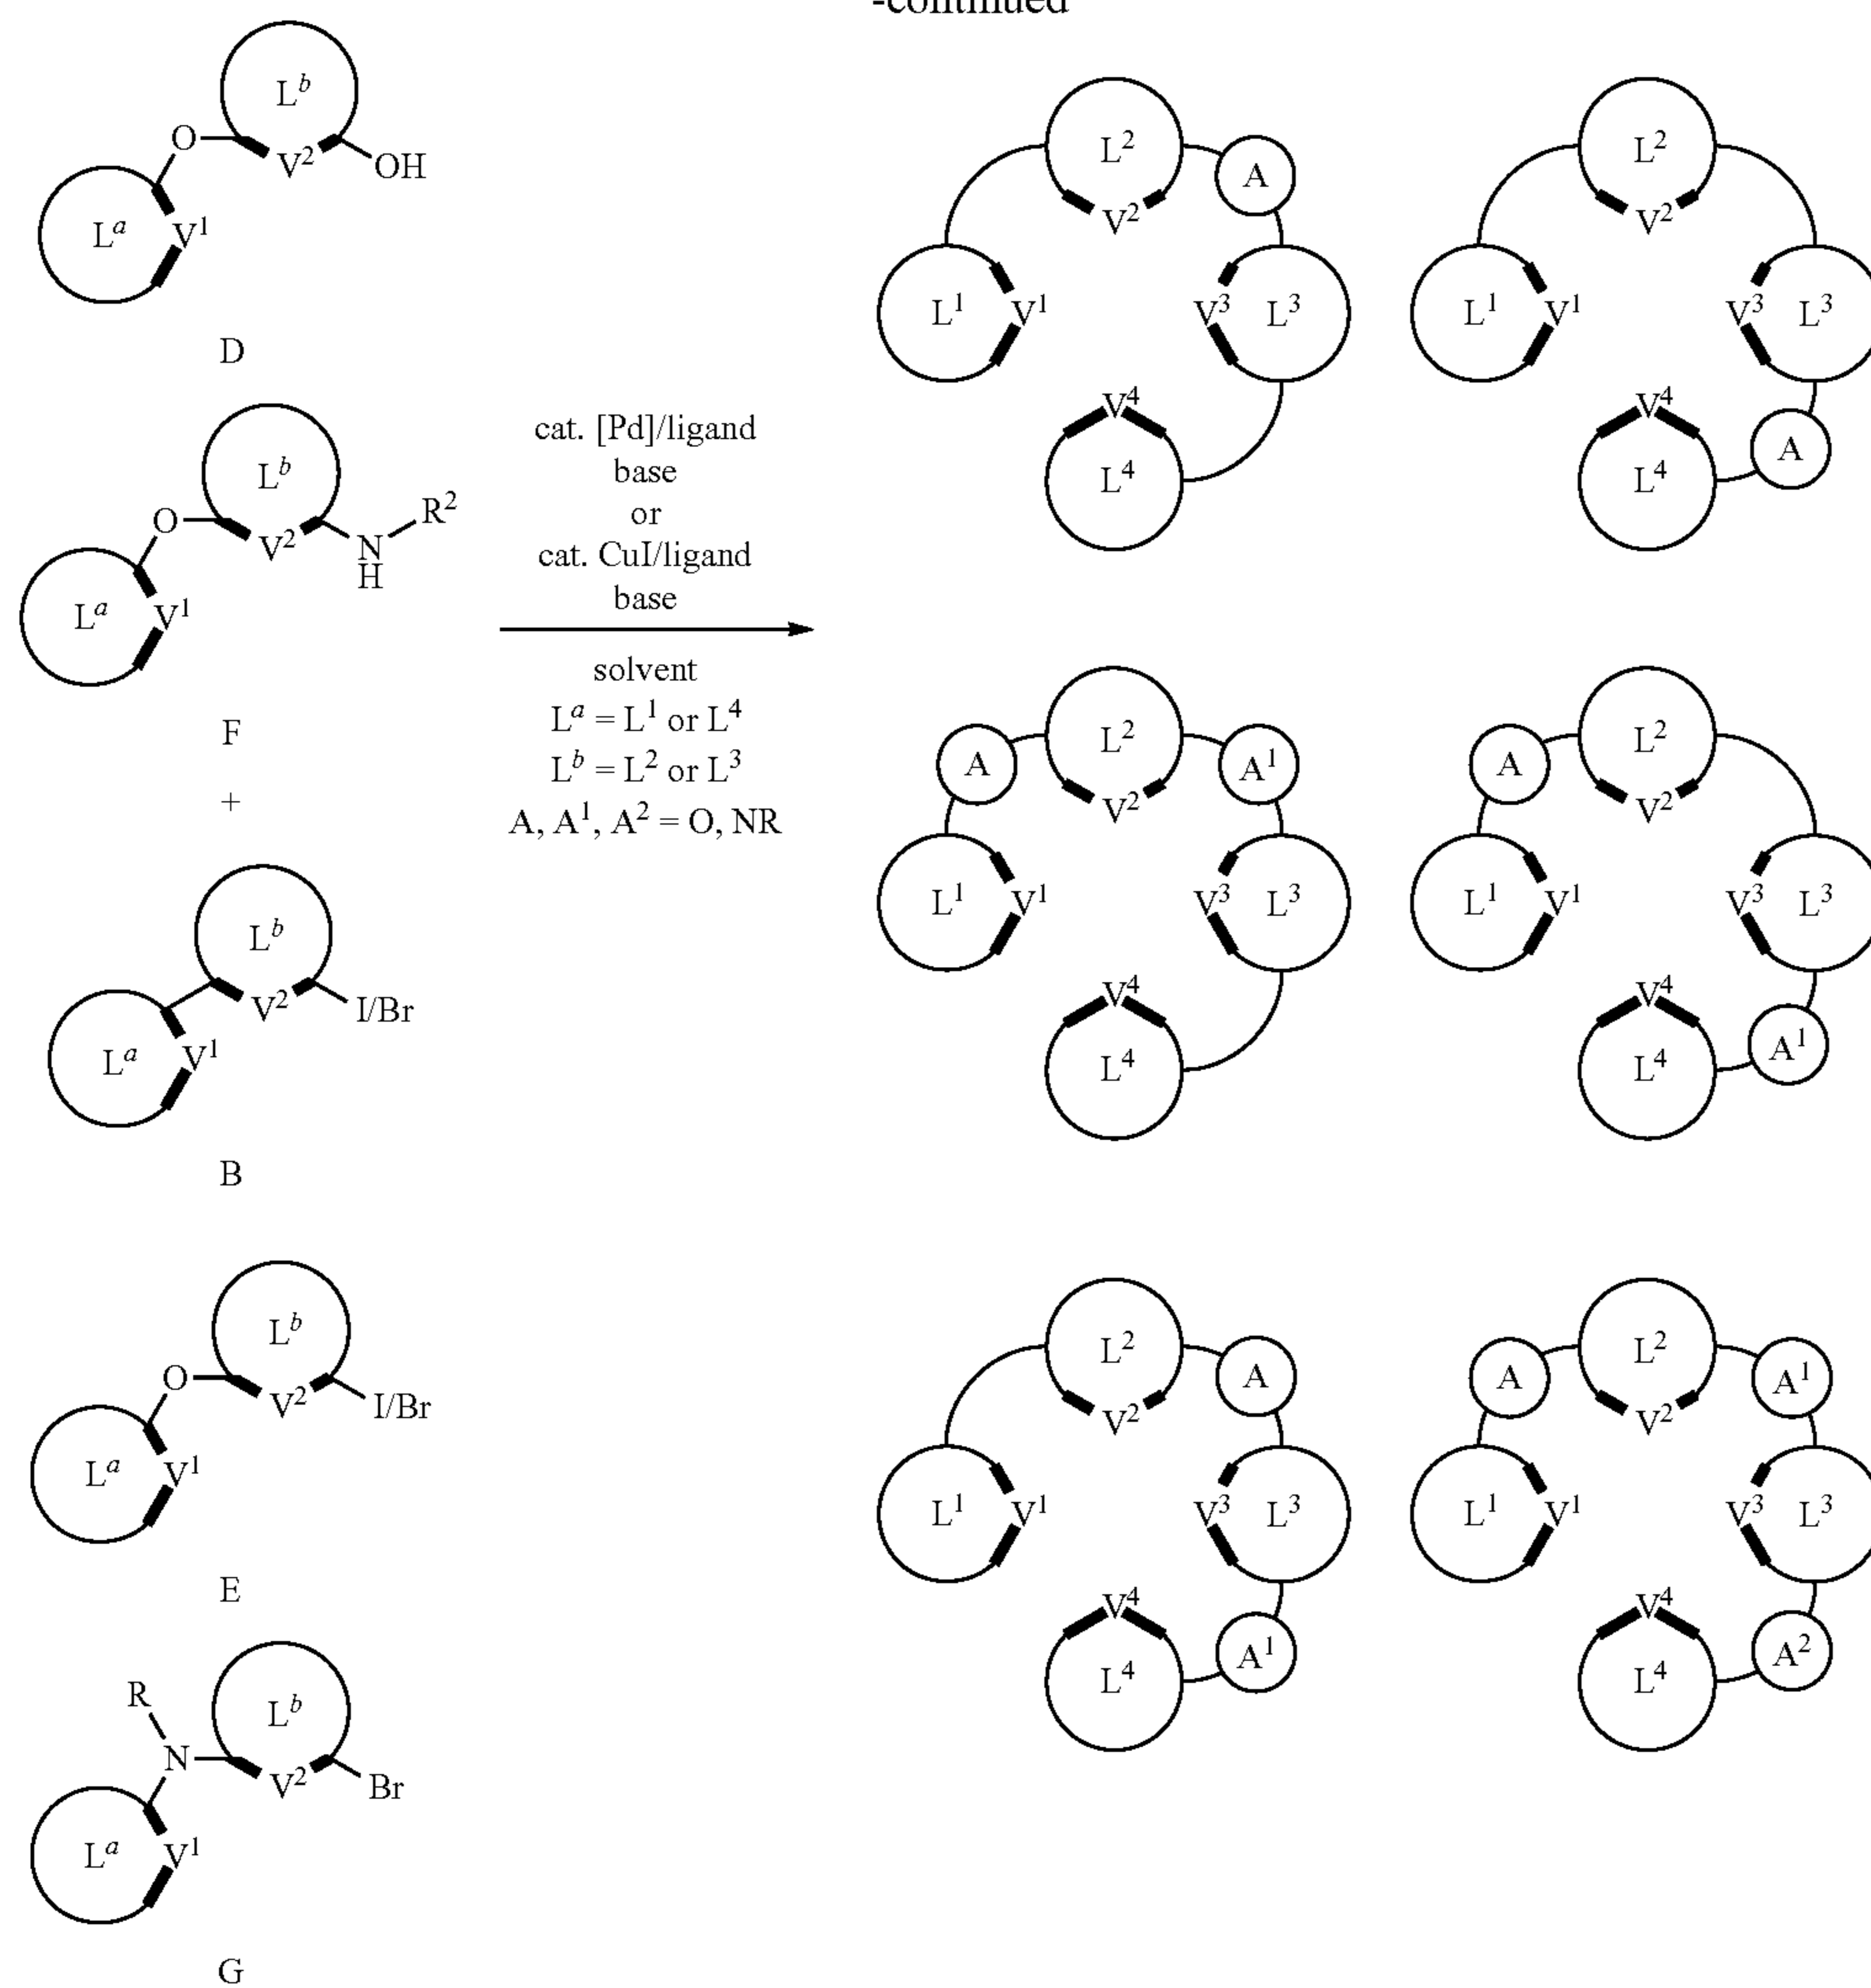 -continued
L^b
O
V^2
OH
L^a
V^1
D
L^b
O
V^2
N
H
R^2
L^a
V^1
F
+
L^b
V^2
I/Br
L^a
V^1
B
L^b
O
V^2
I/Br
L^a
V^1
E
R
L^b
N
V^2
Br
L^a
V^1
G
cat. [Pd]/ligand
base
or
cat. CuI/ligand
base
solvent
L^a = L^1 or L^4
L^b = L^2 or L^3
A, A^1, A^2 = O, NR
L^2
A
V^2
L^1
V^1
V^3
L^3
V^4
L^4
L^2
V^2
L^1
V^1
V^3
L^3
V^4
A
L^4
A
L^2
A^1
V^2
L^1
V^1
V^3
L^3
V^4
L^4
A
L^2
V^2
L^1
V^1
V^3
L^3
V^4
A^1
L^4
L^2
A
V^2
L^1
V^1
V^3
L^3
V^4
A^1
L^4
A
L^2
A^1
V^2
L^1
V^1
V^3
L^3
V^4
A^2
L^4